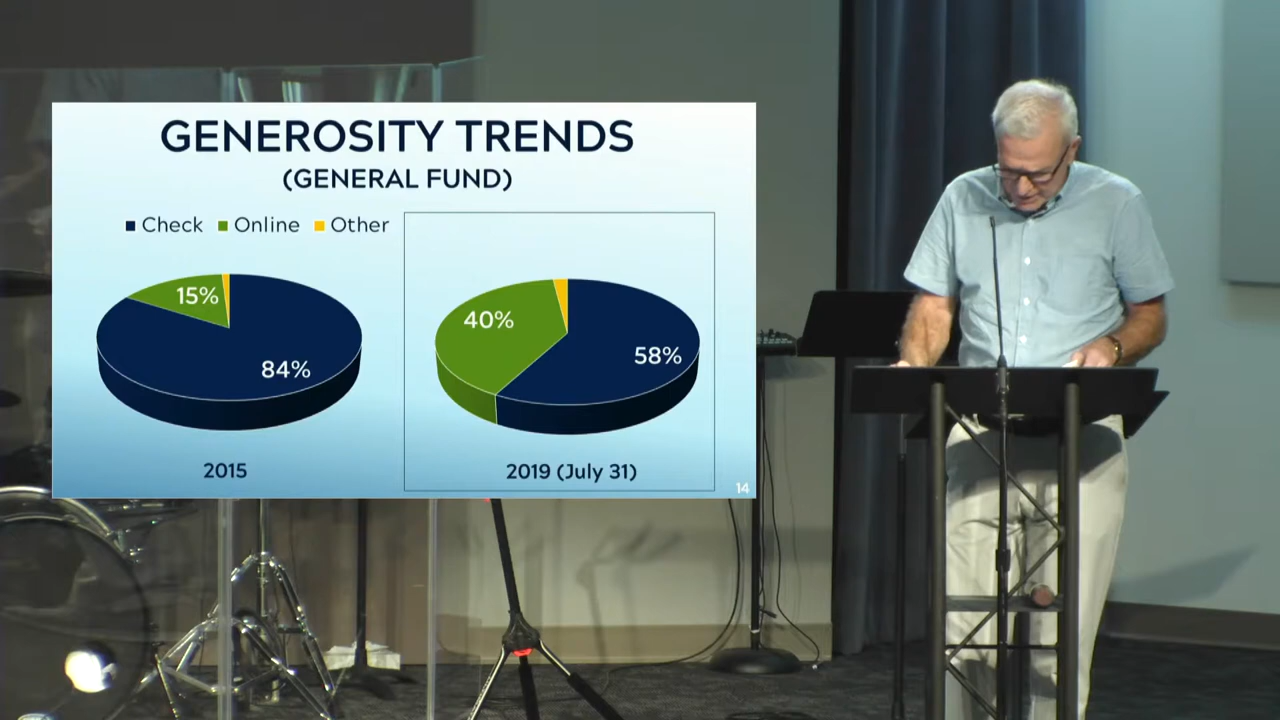 GENEROSITY TRENDS
(GENERAL FUND)
Check Online Other
15%
84%
2015
40%
58%
2019 (July 31)
14